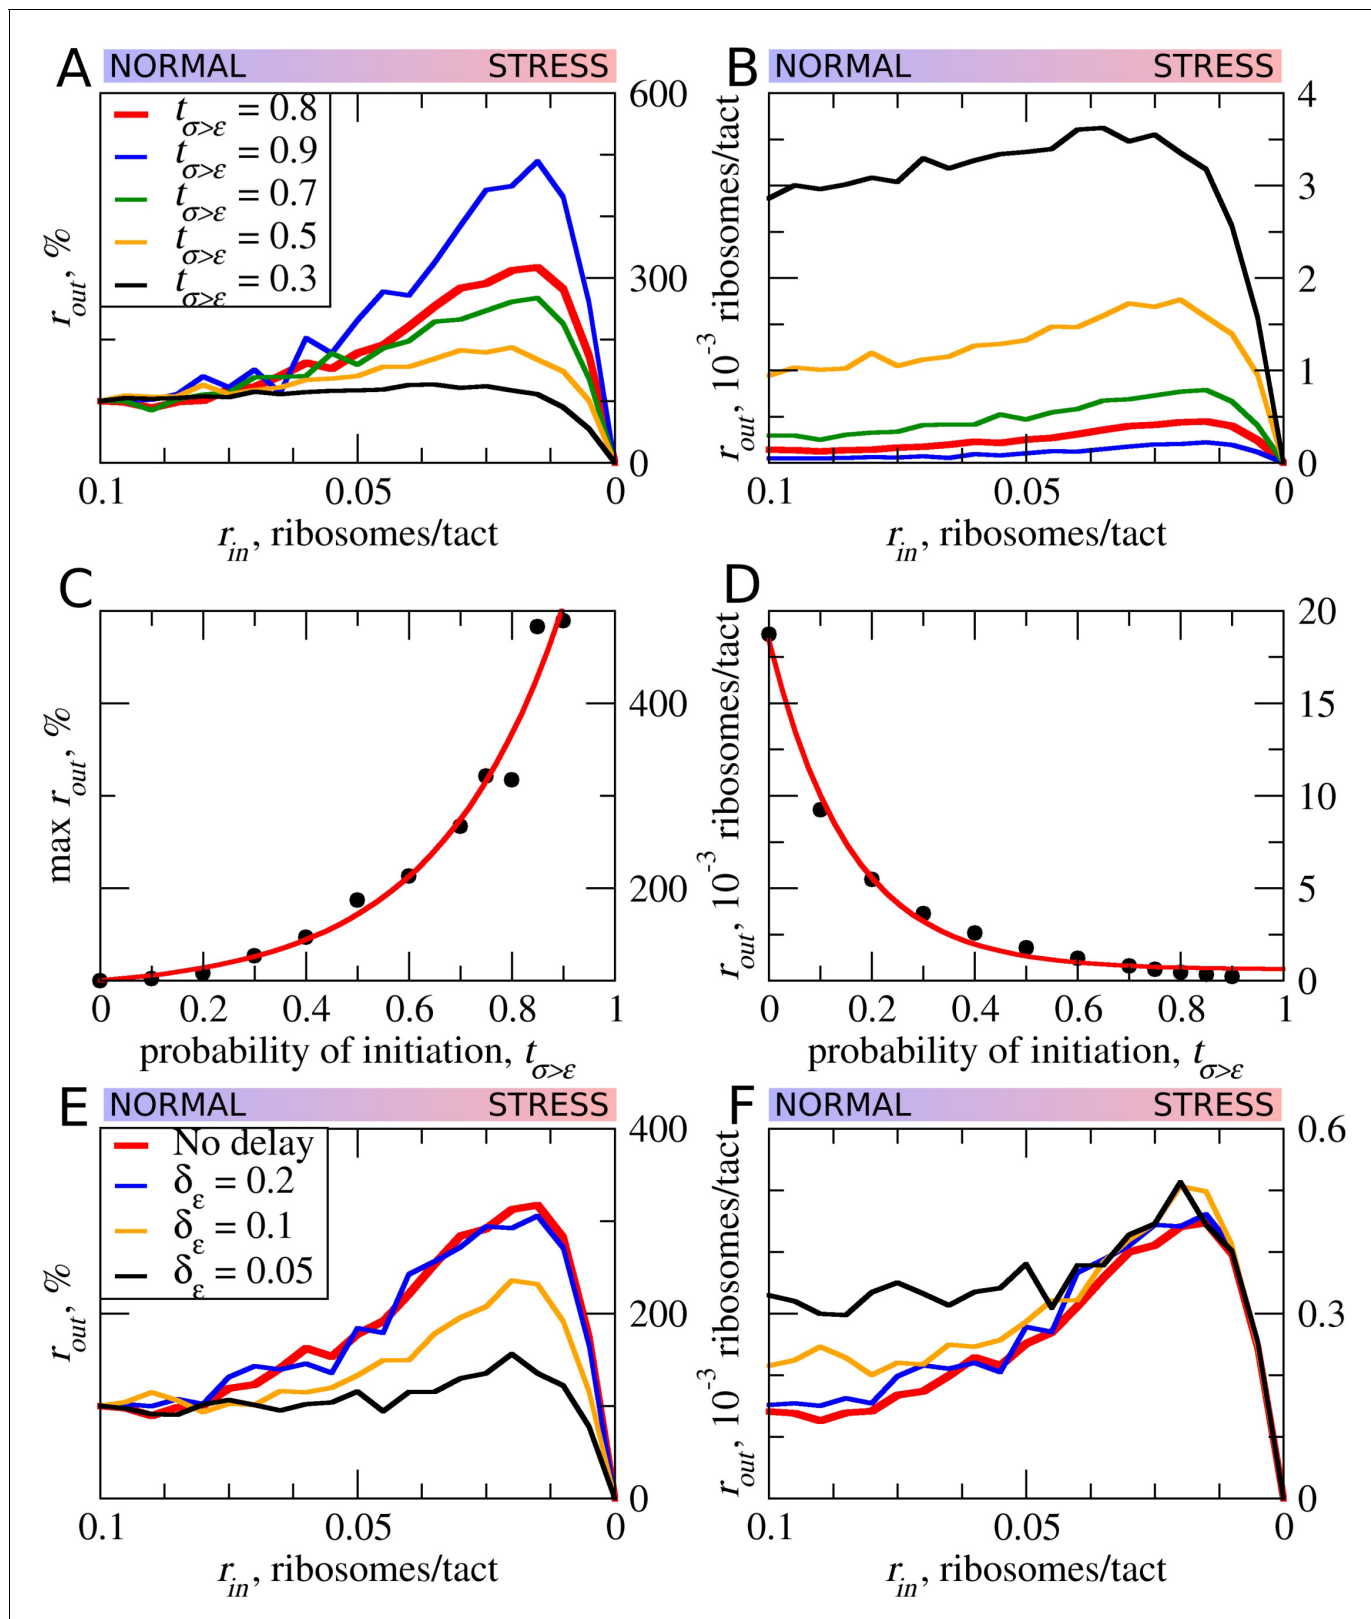 A
NORMAL STRESS
t σ>ε = 0.8
t σ>ε = 0.9
t σ>ε = 0.7
t σ>ε = 0.5
t σ>ε = 0.3
r out, %
600
300
0
0.1 0.05 0
r in, ribosomes/tact
B
NORMAL STRESS
r out, 10⁻³ ribosomes/tact
4
3
2
1
0
0.1 0.05 0
r in, ribosomes/tact
C
max r out, %
400
200
0 0.2 0.4 0.6 0.8 1
probability of initiation, t σ>ε
D
r out, 10⁻³ ribosomes/tact
20
15
10
5
0
0 0.2 0.4 0.6 0.8 1
probability of initiation, t σ>ε
E
NORMAL STRESS
No delay
δ ε = 0.2
δ ε = 0.1
δ ε = 0.05
r out, %
400
200
0
0.1 0.05 0
r in, ribosomes/tact
F
NORMAL STRESS
r out, 10⁻³ ribosomes/tact
0.6
0.3
0
0.1 0.05 0
r in, ribosomes/tact